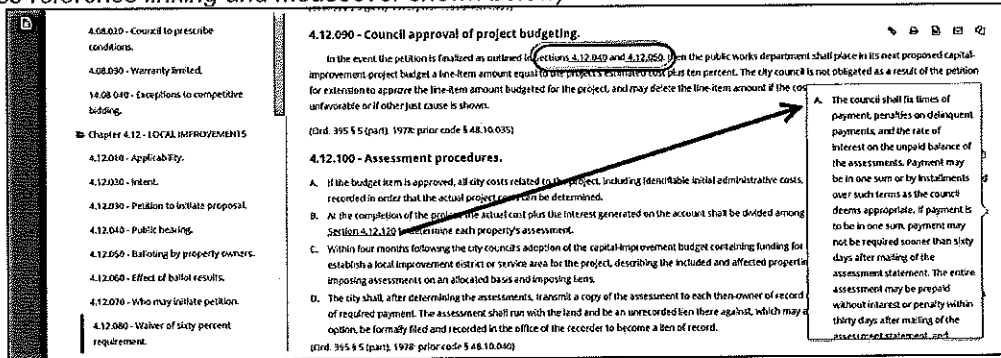 4.08.020 - Council to prescribe
conditions.
4.08.030 - Warranty limited.
14.08.040 - Exceptions to competitive
bidding.
Chapter 4.12 - LOCAL IMPROVEMENTS
4.12.010 - Applicability.
4.12.020 - Intent.
4.12.030 - Petition to initiate proposal.
4.12.040 - Public hearing.
4.12.050 - Balloting by property owners.
4.12.060 - Effect of ballot results.
4.12.070 - Who may initiate petition.
4.12.080 - Waiver of sixty percent
requirement.
4.12.090 - Council approval of project budgeting.
In the event the petition is finalized as outlined in Sections 4.12.040 and 4.12.050, then the public works department shall place in its next proposed capital-
improvement project budget a line-item amount equal to the project's estimated cost plus ten percent. The city council is not obligated as a result of the petition
for extension to approve the line-item amount budgeted for the project, and may delete the line-item amount if the cos
unfavorable or if other just cause is shown.
(Ord. 395 § 5 (part), 1978: prior code § 48.10.035)
4.12.100 - Assessment procedures.
A. If the budget item is approved, all city costs related to the project, including identifiable initial administrative costs,
recorded in order that the actual project costs can be determined.
B. At the completion of the project the actual cost plus the interest generated on the account shall be divided among
Section 4.12.120 to determine each property's assessment.
C. Within four months following the city council's adoption of the capital-improvement budget containing funding for
establish a local improvement district or service area for the project, describing the included and affected propertie
imposing assessments on an allocated basis and imposing liens.
D. The city shall, after determining the assessments, transmit a copy of the assessment to each then-owner of record
of required payment. The assessment shall run with the land and be an unrecorded lien there against, which may a
option, be formally filed and recorded in the office of the recorder to become a lien of record.
(Ord. 395 § 5 (part), 1978: prior code § 48.10.040)
A. The council shall fix times of
payment, penalties on delinquent
payments, and the rate of
interest on the unpaid balance of
the assessments. Payment may
be in one sum or by installments
over such terms as the council
deems appropriate. If payment is
to be in one sum, payment may
not be required sooner than sixty
days after mailing of the
assessment statement. The entire
assessment may be prepaid
without interest or penalty within
thirty days after mailing of the
assessment statement, and